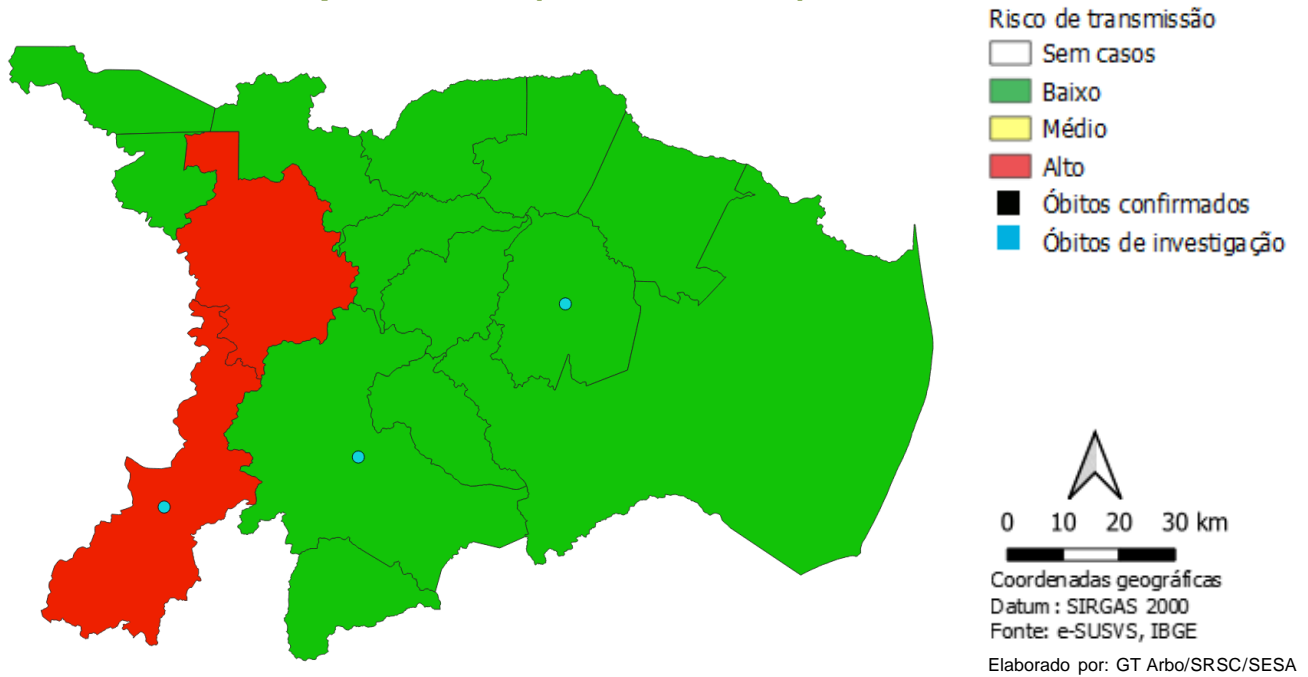 Risco de transmissão
Sem casos
Baixo
Médio
Alto
Óbitos confirmados
Óbitos de investigação
0 10 20 30 km
Coordenadas geográficas
Datum : SIRGAS 2000
Fonte: e-SUSVS, IBGE
Elaborado por: GT Arbo/SRSC/SESA